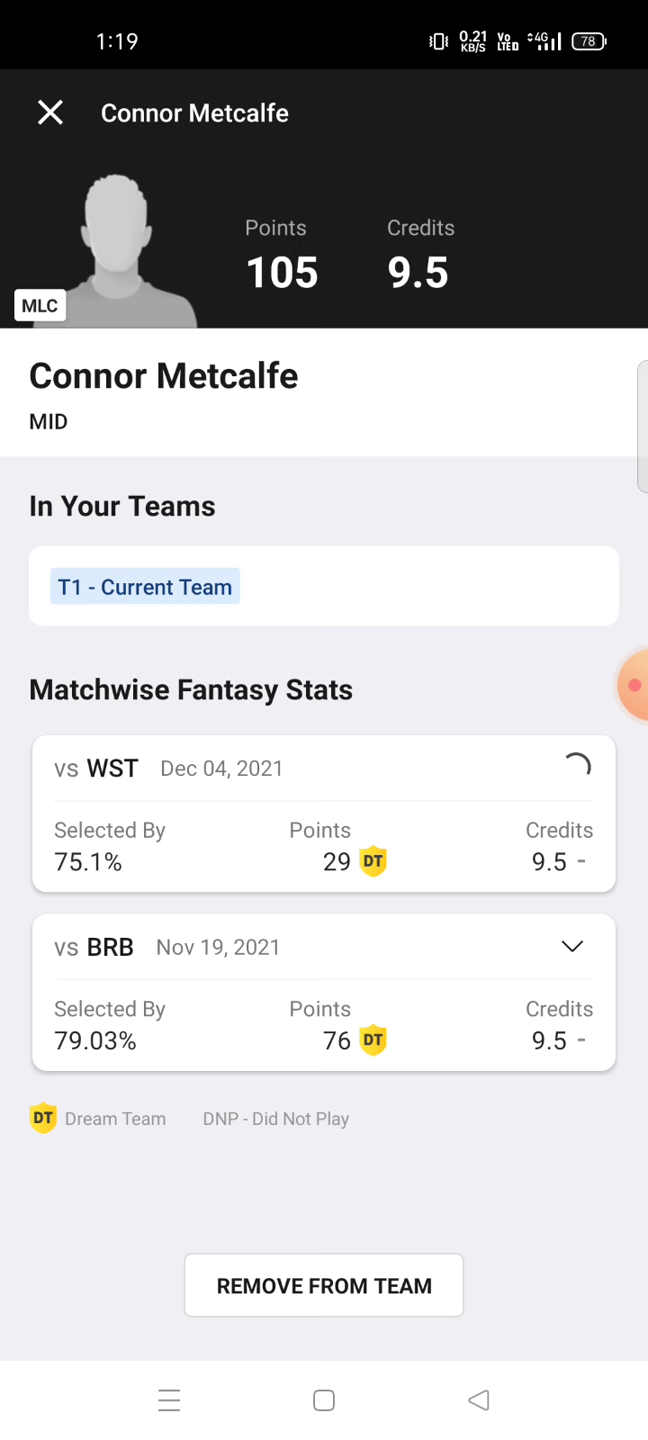 1:19
0.21 KB/S
Vo LTE
4G
78
Connor Metcalfe
Points
Credits
105
9.5
MLC
Connor Metcalfe
MID
In Your Teams
T1 - Current Team
Matchwise Fantasy Stats
vs WST Dec 04, 2021
Selected By Points Credits
75.1% 29 DT 9.5 -
vs BRB Nov 19, 2021
Selected By Points Credits
79.03% 76 DT 9.5 -
DT Dream Team DNP - Did Not Play
REMOVE FROM TEAM